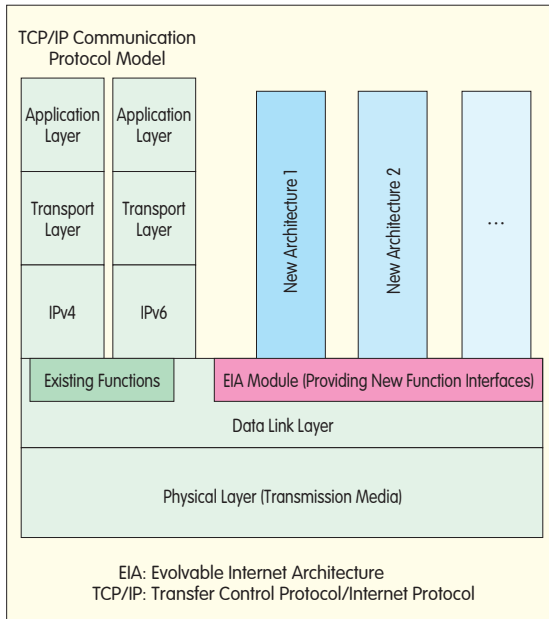 TCP/IP Communication
Protocol Model
Application
Layer
Application
Layer
Transport
Layer
Transport
Layer
IPv4
IPv6
New Architecture 1
New Architecture 2
...
Existing Functions
EIA Module (Providing New Function Interfaces)
Data Link Layer
Physical Layer (Transmission Media)
EIA: Evolvable Internet Architecture
TCP/IP: Transfer Control Protocol/Internet Protocol